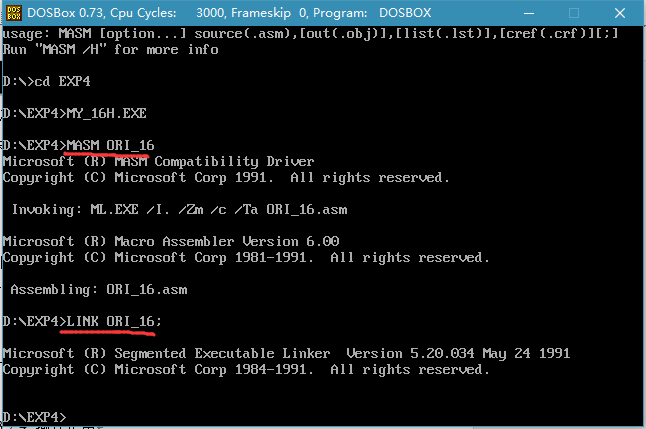 DOSBox 0.73, Cpu Cycles:    3000, Frameskip  0, Program:   DOSBOX
usage: MASM [option...] source(.asm),[out(.obj)],[list(.lst)],[cref(.crf)][;]
Run "MASM /H" for more info
D:\>cd EXP4
D:\EXP4>MY_16H.EXE
D:\EXP4>MASM ORI_16
Microsoft (R) MASM Compatibility Driver
Copyright (C) Microsoft Corp 1991.  All rights reserved.
Invoking: ML.EXE /I. /Zm /c /Ta ORI_16.asm
Microsoft (R) Macro Assembler Version 6.00
Copyright (C) Microsoft Corp 1981-1991.  All rights reserved.
Assembling: ORI_16.asm
D:\EXP4>LINK ORI_16;
Microsoft (R) Segmented Executable Linker  Version 5.20.034 May 24 1991
Copyright (C) Microsoft Corp 1984-1991.  All rights reserved.
D:\EXP4>